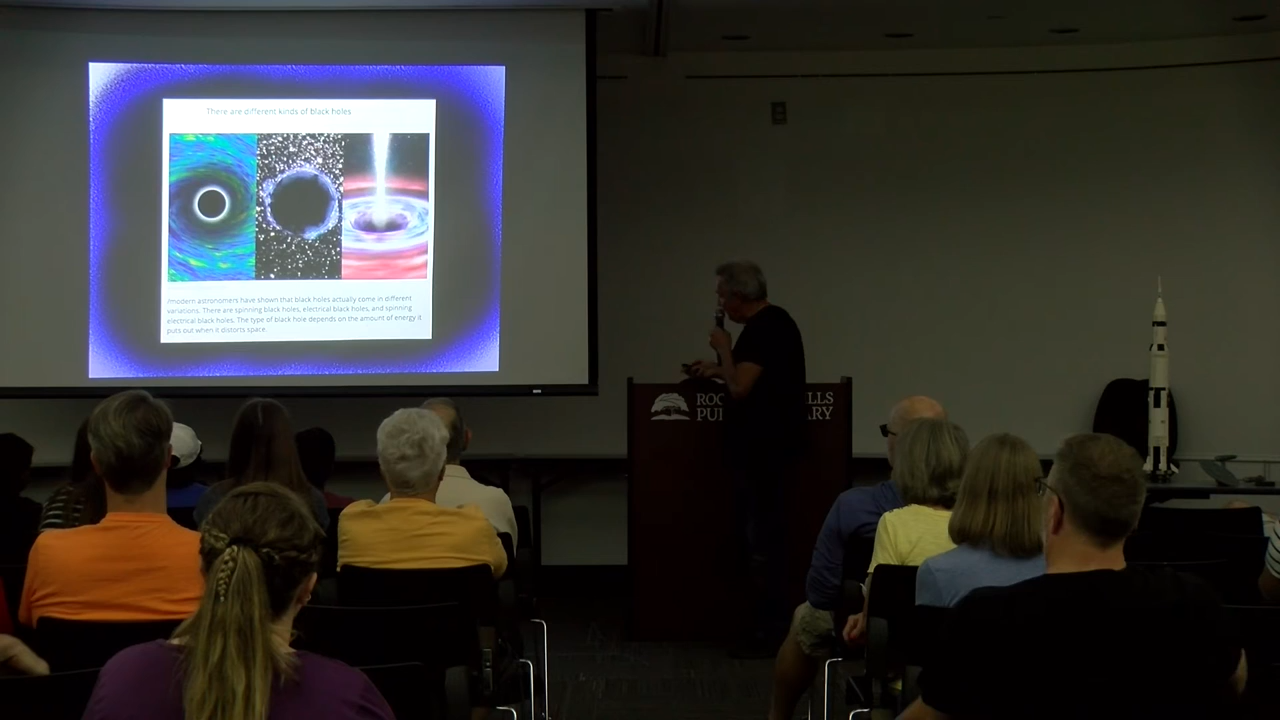 There are different kinds of black holes
/modern astronomers have shown that black holes actually come in different
variations. There are spinning black holes, electrical black holes, and spinning
electrical black holes. The type of black hole depends on the amount of energy it
puts out when it distorts space.
ROC LLS
PU ARY